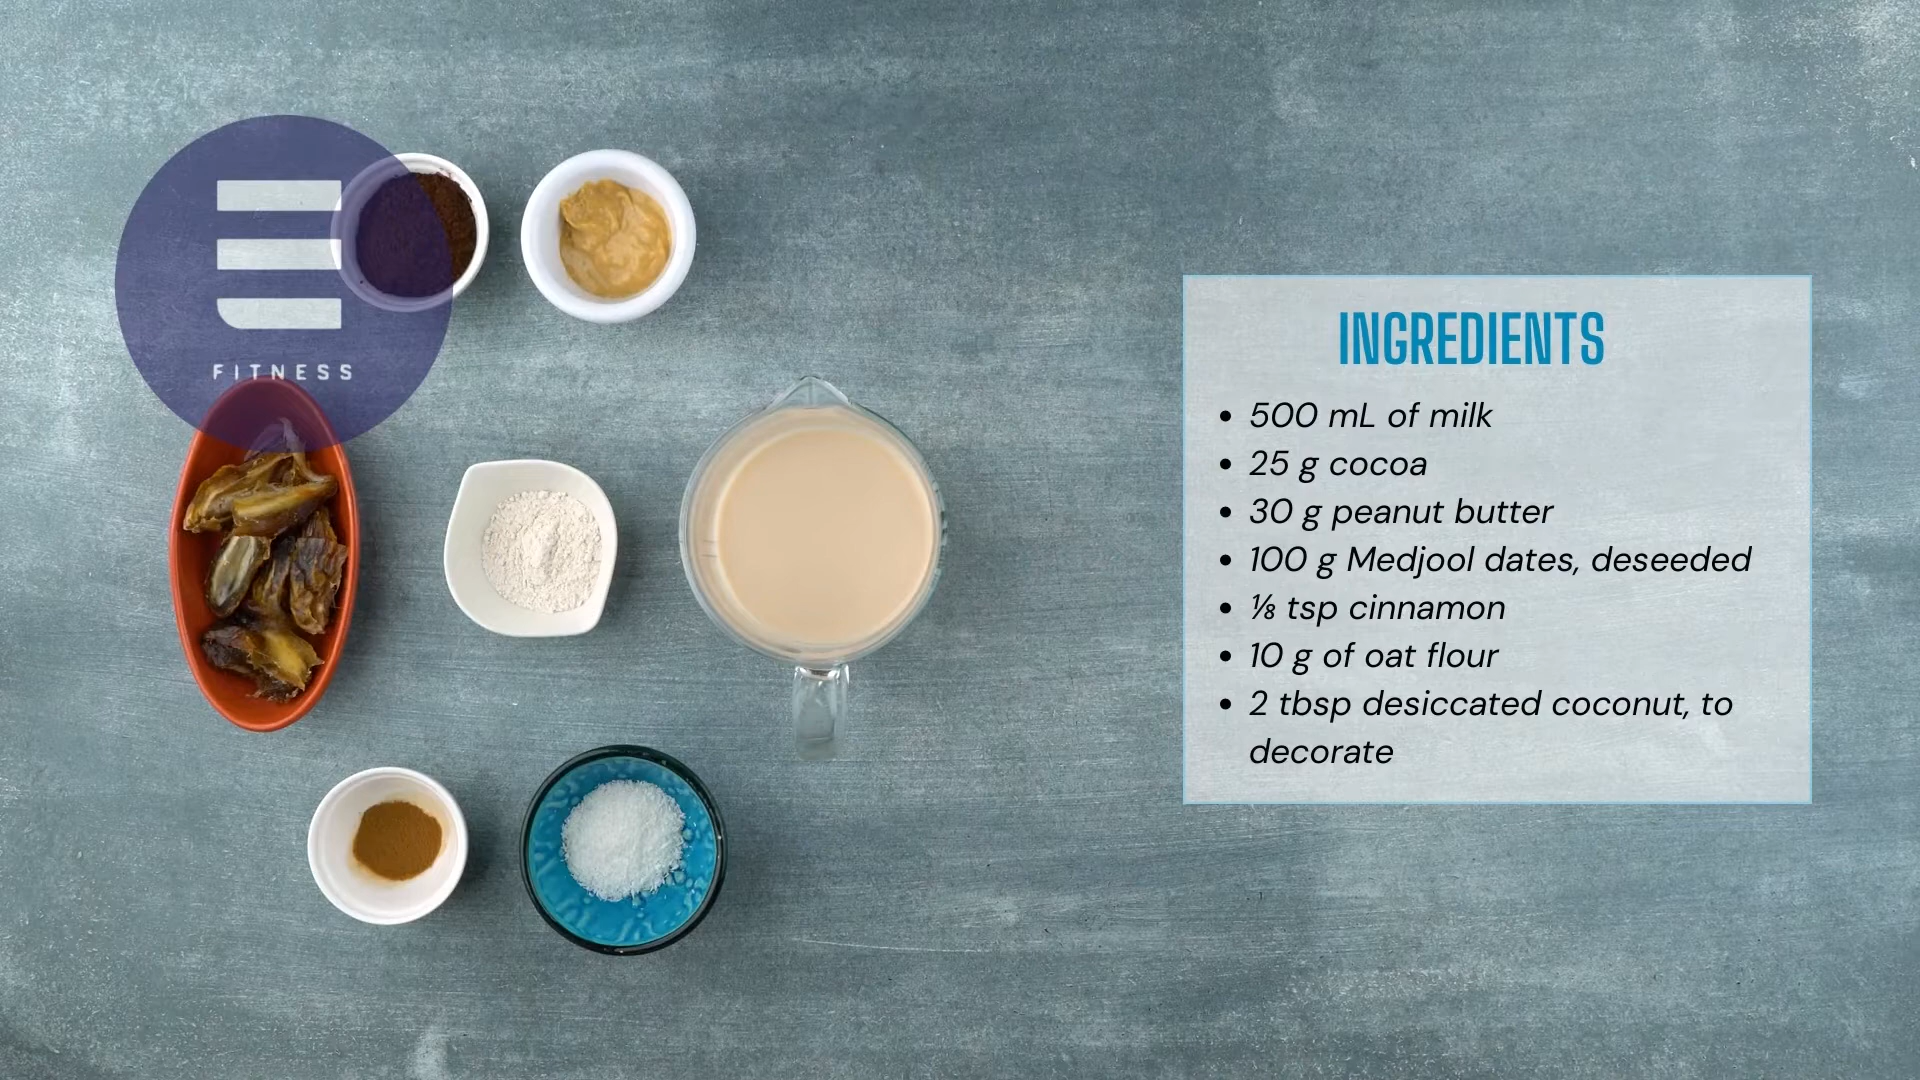 FITNESS
INGREDIENTS
• 500 mL of milk
• 25 g cocoa
• 30 g peanut butter
• 100 g Medjool dates, deseeded
• ⅛ tsp cinnamon
• 10 g of oat flour
• 2 tbsp desiccated coconut, to
decorate